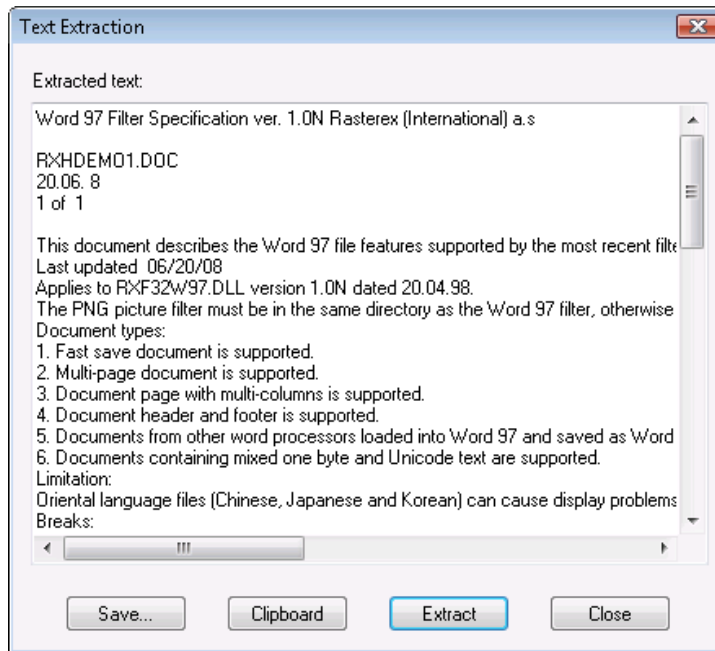 Text Extraction
Extracted text:
Word 97 Filter Specification ver. 1.0N Rasterex (International) a.s
RXHDEMO1.DOC
20.06. 8
1 of  1
This document describes the Word 97 file features supported by the most recent filte
Last updated  06/20/08
Applies to RXF32W97.DLL version 1.0N dated 20.04.98.
The PNG picture filter must be in the same directory as the Word 97 filter, otherwise
Document types:
1. Fast save document is supported.
2. Multi-page document is supported.
3. Document page with multi-columns is supported.
4. Document header and footer is supported.
5. Documents from other word processors loaded into Word 97 and saved as Word
6. Documents containing mixed one byte and Unicode text are supported.
Limitation:
Oriental language files (Chinese, Japanese and Korean) can cause display problems
Breaks:
Save... Clipboard Extract Close